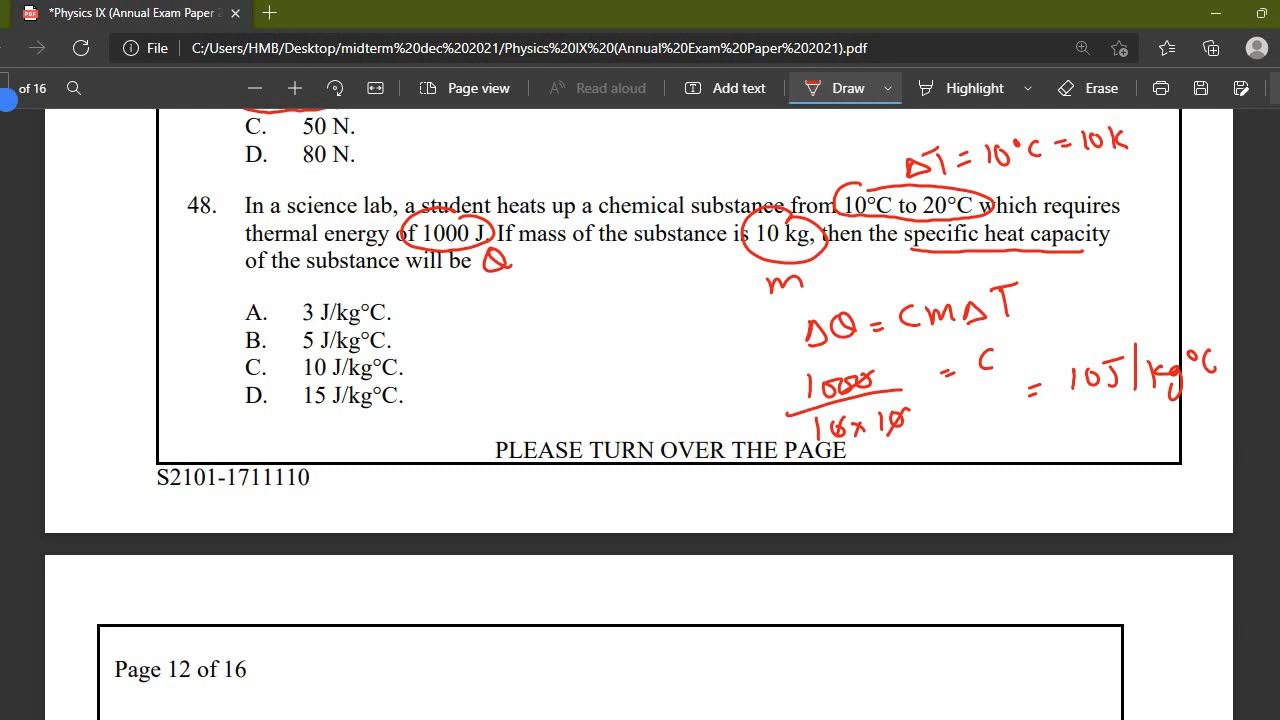 *Physics IX (Annual Exam Paper 2
File C:/Users/HMB/Desktop/midterm%20dec%202021/Physics%20IX%20(Annual%20Exam%20Paper%202021).pdf
of 16
Page view
Read aloud
Add text
Draw
Highlight
Erase
C. 50 N.
D. 80 N.
ΔT = 10°C = 10K
48. In a science lab, a student heats up a chemical substance from 10°C to 20°C which requires
thermal energy of 1000 J. If mass of the substance is 10 kg, then the specific heat capacity
of the substance will be
Q
m
A. 3 J/kg°C.
B. 5 J/kg°C.
C. 10 J/kg°C.
D. 15 J/kg°C.
ΔQ = CmΔT
1000
10 x 10
= C
= 10J/kg°C
PLEASE TURN OVER THE PAGE
S2101-1711110
Page 12 of 16